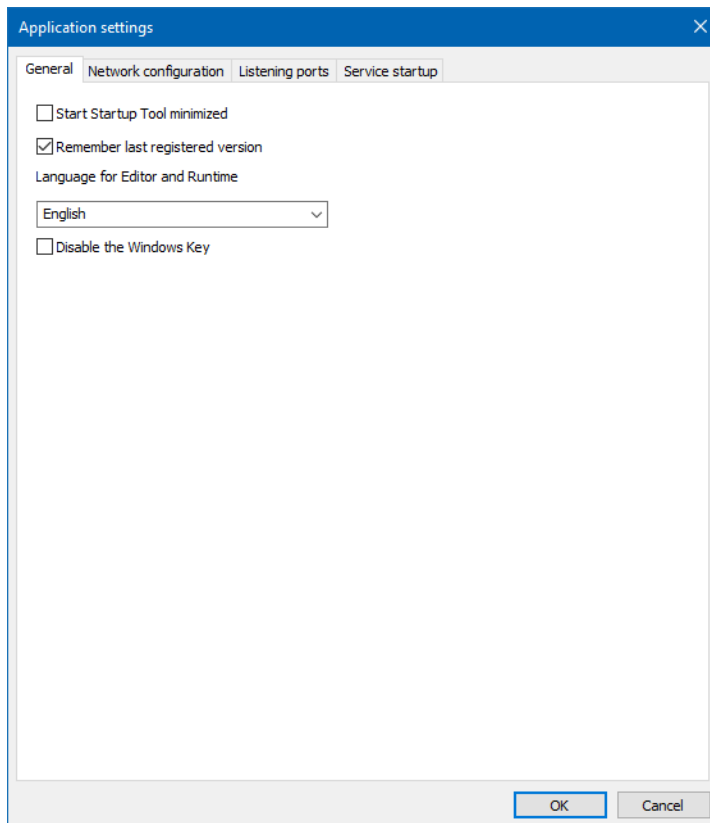 Application settings
General Network configuration Listening ports Service startup
Start Startup Tool minimized
Remember last registered version
Language for Editor and Runtime
English
Disable the Windows Key
OK Cancel